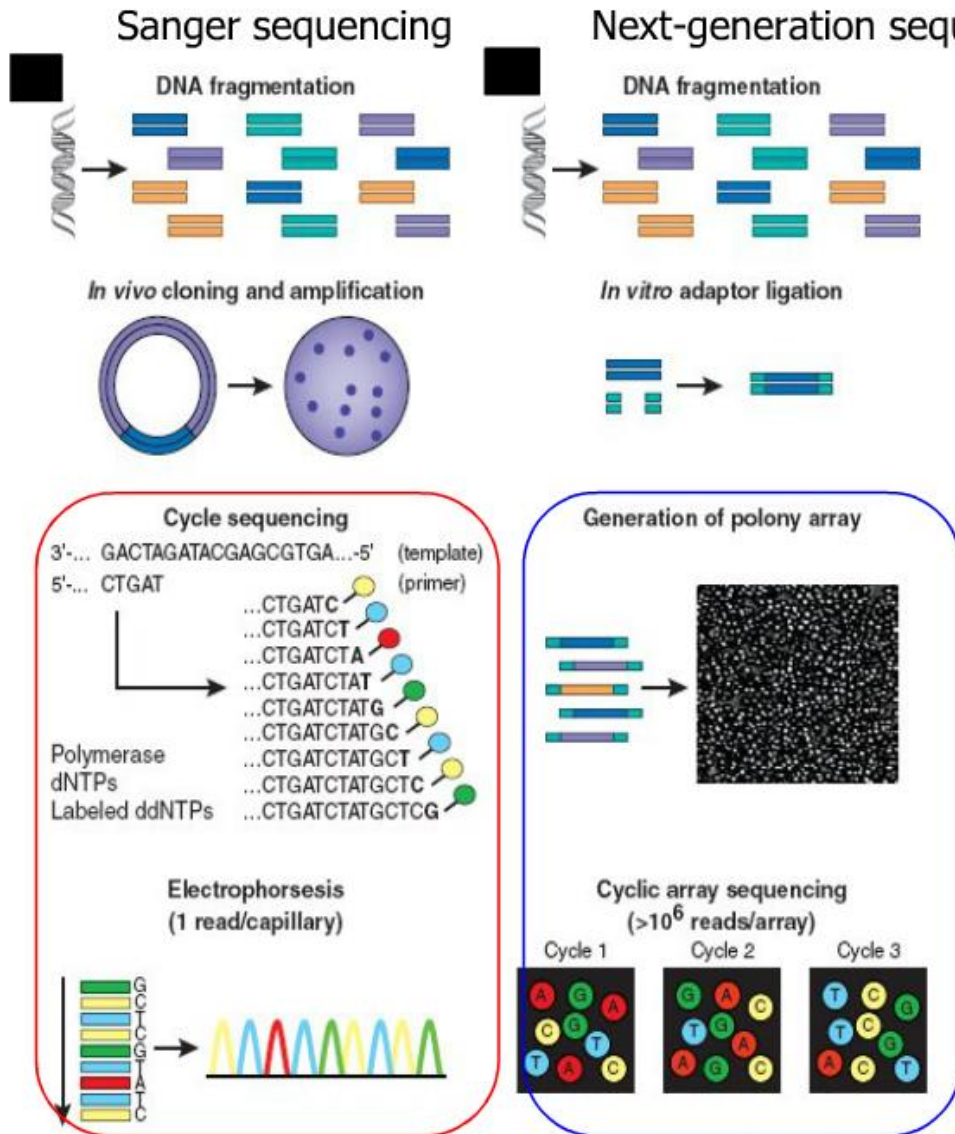 Sanger sequencing
DNA fragmentation
In vivo cloning and amplification
Cycle sequencing
3'-... GACTAGATACGAGCGTGA...-5' (template)
5'-... CTGAT (primer)
...CTGATC
...CTGATCT
...CTGATCTA
...CTGATCTAT
...CTGATCTATG
...CTGATCTATGC
...CTGATCTATGCT
...CTGATCTATGCTC
...CTGATCTATGCTCG
Polymerase
dNTPs
Labeled ddNTPs
Electrophorsesis
(1 read/capillary)
G
C
T
C
G
T
A
T
C
Next-generation sequ
DNA fragmentation
In vitro adaptor ligation
Generation of polony array
Cyclic array sequencing
(>10⁶ reads/array)
Cycle 1
A G A
C G T
T A C
Cycle 2
G A C
T G A
A G C
Cycle 3
T C G
T C G
A C T